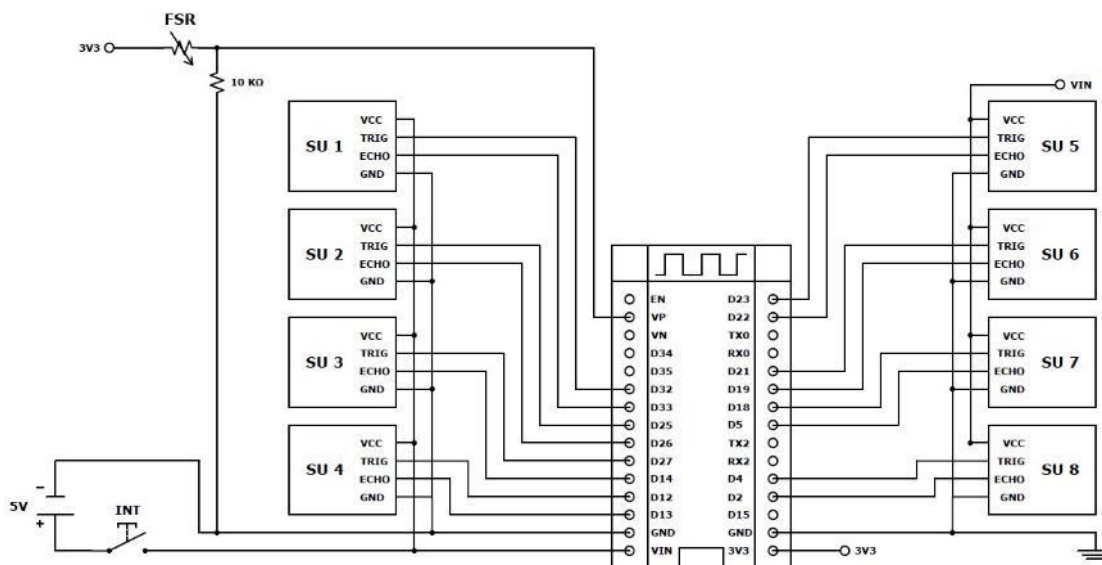 FSR
3V3
10 KΩ
VIN
SU 1
VCC
TRIG
ECHO
GND
SU 2
VCC
TRIG
ECHO
GND
SU 3
VCC
TRIG
ECHO
GND
SU 4
VCC
TRIG
ECHO
GND
VCC
TRIG
ECHO
GND
SU 5
VCC
TRIG
ECHO
GND
SU 6
VCC
TRIG
ECHO
GND
SU 7
VCC
TRIG
ECHO
GND
SU 8
EN D23
VP D22
VN TX0
D34 RX0
D35 D21
D32 D19
D33 D18
D25 D5
D26 TX2
D27 RX2
D14 D4
D12 D2
D13 D15
GND GND
VIN 3V3
3V3
-
5V
+
INT